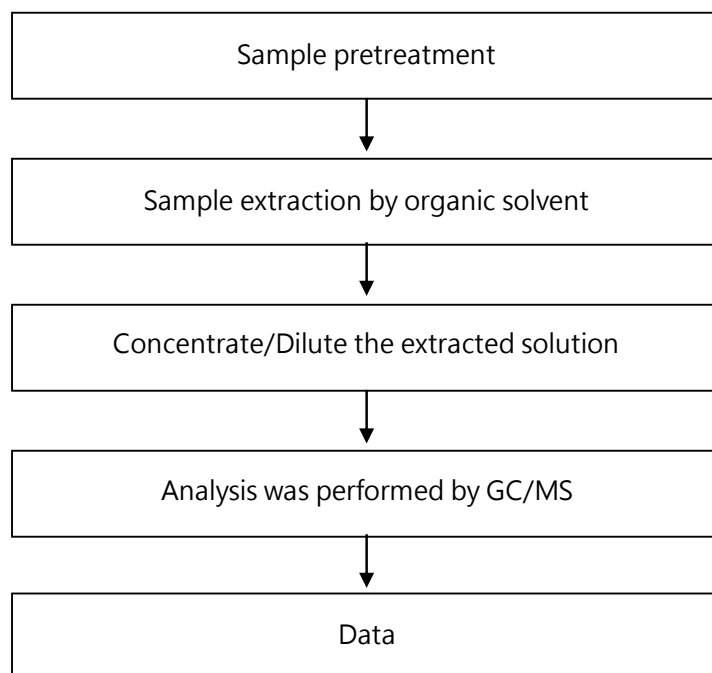 Sample pretreatment
Sample extraction by organic solvent
Concentrate/Dilute the extracted solution
Analysis was performed by GC/MS
Data